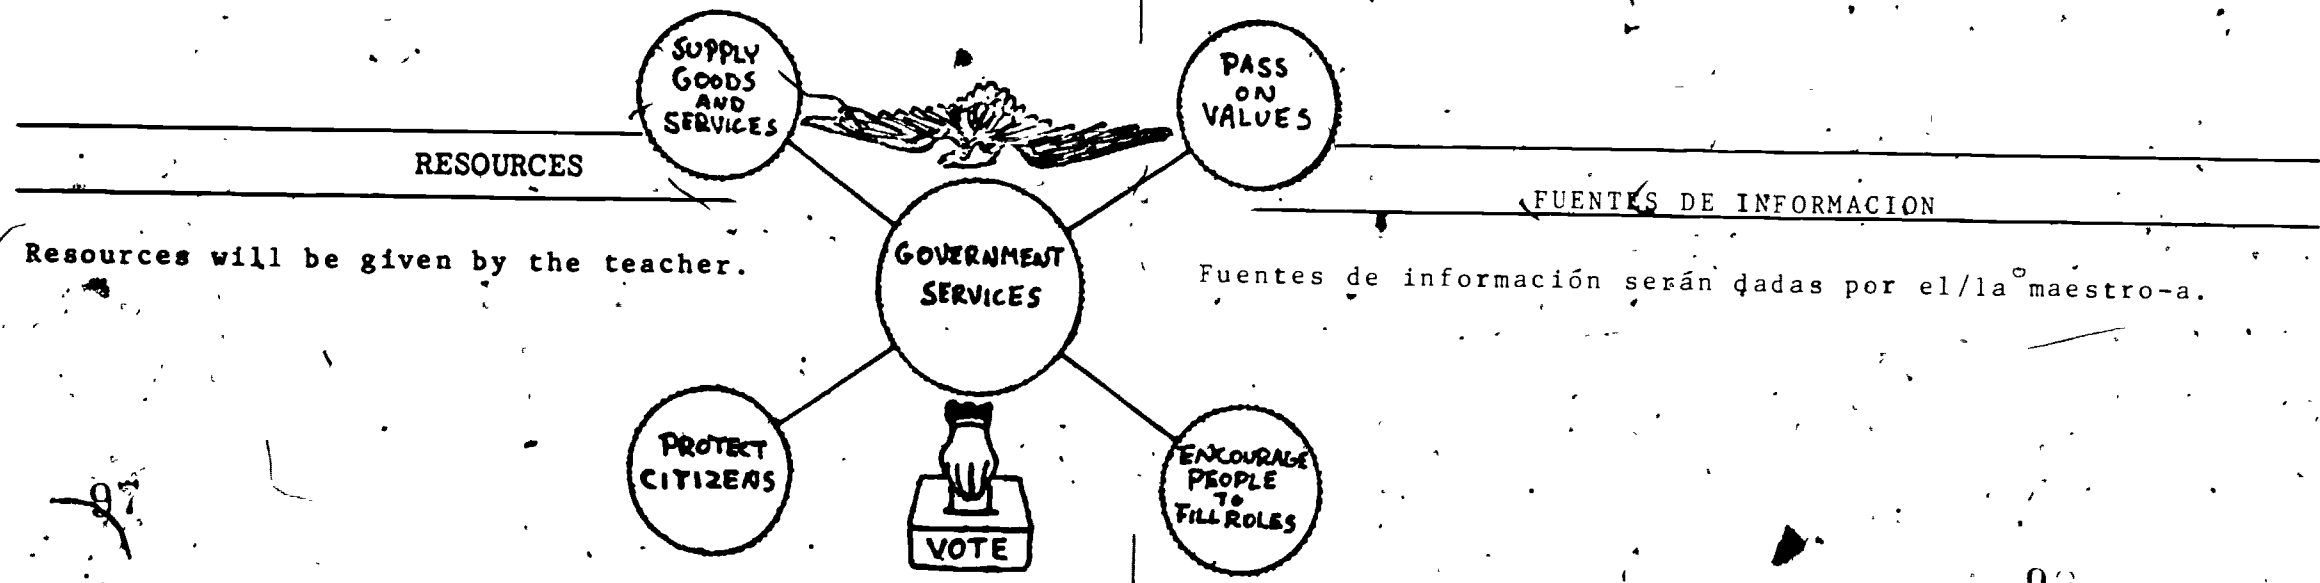 SUPPLY
GOODS
AND
SERVICES
PASS
ON
VALUES
RESOURCES
FUENTES DE INFORMACION
Resources will be given by the teacher.
GOVERNMENT
SERVICES
Fuentes de información serán dadas por el/la maestro-a.
PROTECT
CITIZENS
ENCOURAGE
PEOPLE
TO
FILL ROLES
VOTE